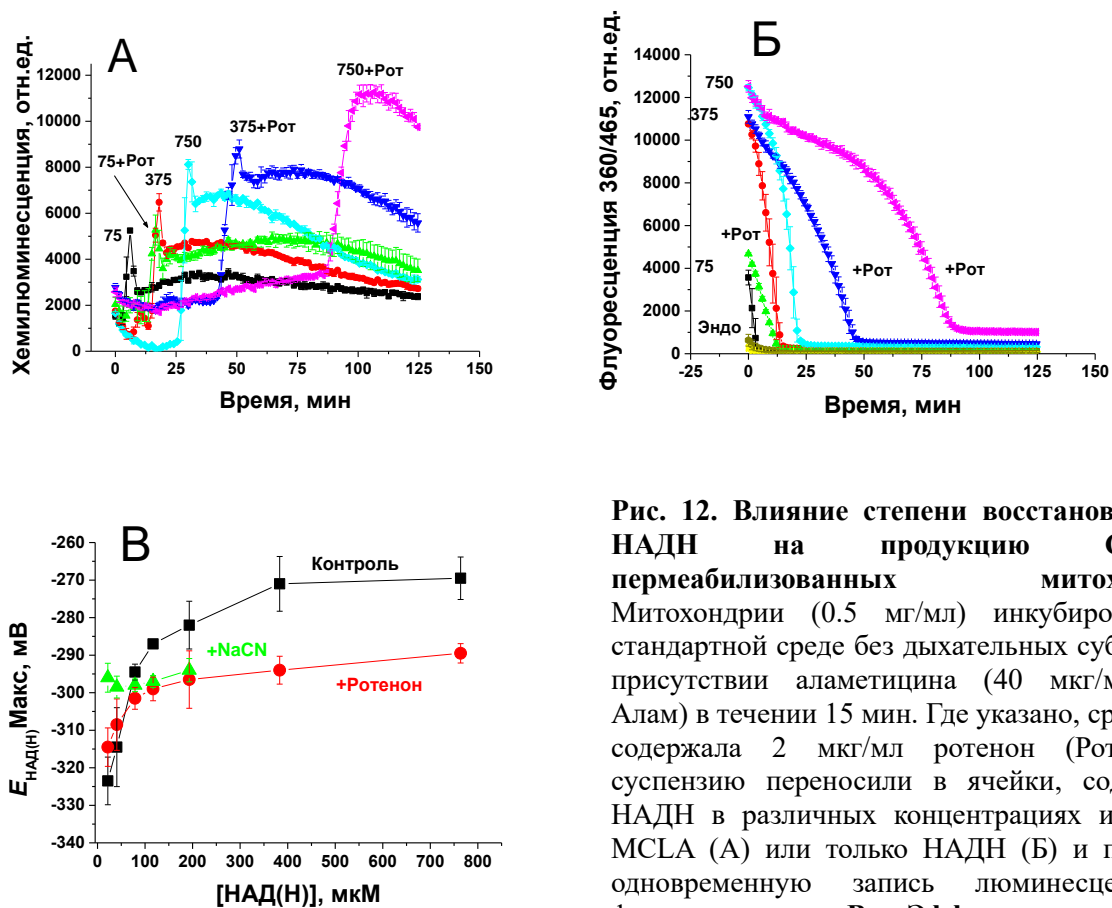 А
Хемилюминесценция, отн.ед.
12000
10000
8000
6000
4000
2000
0
750+Рот
375+Рот
750
75+Рот
375
75
0 25 50 75 100 125 150
Время, мин
Б
Флуоресценция 360/465, отн.ед.
14000
12000
10000
8000
6000
4000
2000
0
750
375
+Рот
75
+Рот
+Рот
Эндо
-25 0 25 50 75 100 125
Время, мин
В
EНАД(Н)Макс, мВ
-260
-270
-280
-290
-300
-310
-320
-330
-340
Контроль
+NaCN
+Ротенон
0 100 200 300 400 500 600 700 800
[НАД(Н)], мкМ
Рис. 12. Влияние степени восстанов
НАДН на продукцию
пермеабилизованных митох
Митохондрии (0.5 мг/мл) инкубиро
стандартной среде без дыхательных суб
присутствии аламетицина (40 мкг/м
Алам) в течении 15 мин. Где указано, ср
содержала 2 мкг/мл ротенон (Рот
суспензию переносили в ячейки, сод
НАДН в различных концентрациях и
MCLA (А) или только НАДН (Б) и п
одновременную запись люминесце